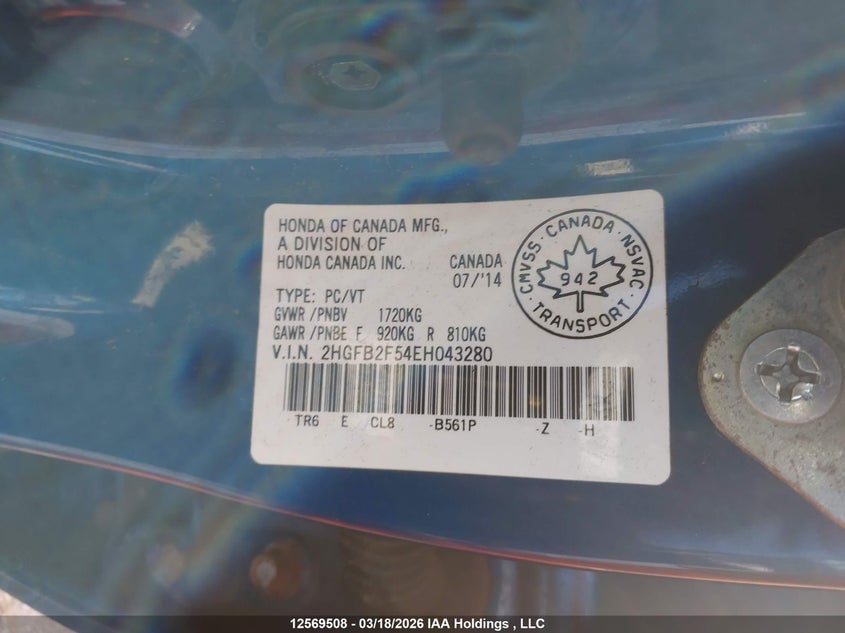 HONDA OF CANADA MFG.,
A DIVISION OF
HONDA CANADA INC.
CANADA
07/'14
TYPE: PC/VT
GVWR /PNBV 1720KG
GAWR /PNBE F 920KG R 810KG
V.I.N. 2HGFB2F54EH043280
TR6 E CL8 -B561P -Z -H
CMVSS · CANADA · NSVAC
942
· TRANSPORT ·
12569508 - 03/18/2026 IAA Holdings , LLC